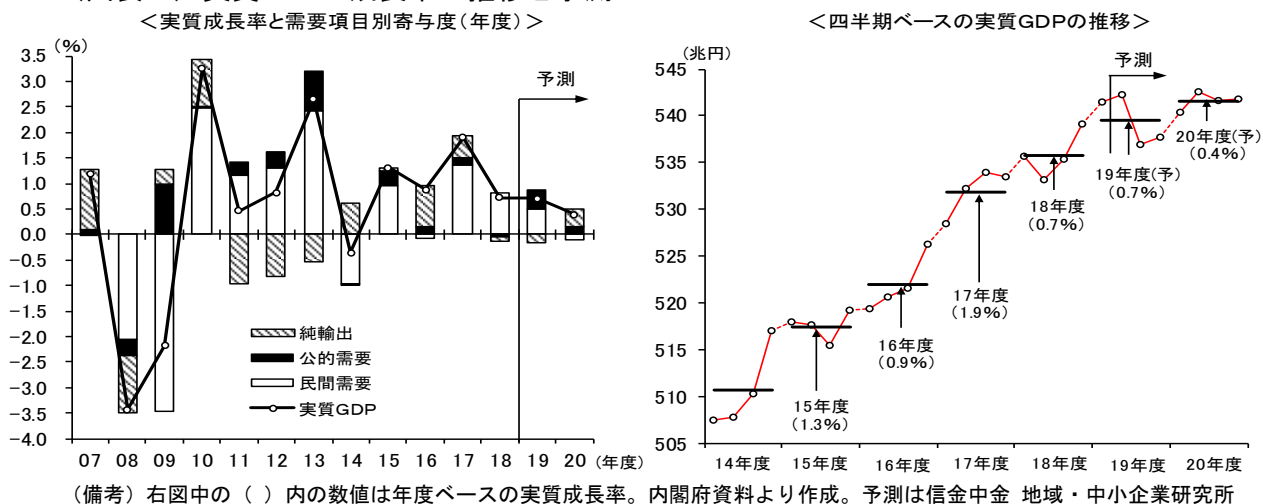 <実質成長率と需要項目別寄与度(年度)>
(%)
3.5
3.0
2.5
2.0
1.5
1.0
0.5
0.0
−0.5
−1.0
−1.5
−2.0
−2.5
−3.0
−3.5
−4.0
予測
純輸出
公的需要
民間需要
実質GDP
07 08 09 10 11 12 13 14 15 16 17 18 19 20 (年度)
<四半期ベースの実質GDPの推移>
(兆円)
545
540
535
530
525
520
515
510
505
予測
20年度(予)
(0.4%)
19年度(予)
(0.7%)
18年度
(0.7%)
17年度
(1.9%)
16年度
(0.9%)
15年度
(1.3%)
14年度 15年度 16年度 17年度 18年度 19年度 20年度
(備考) 右図中の ( ) 内の数値は年度ベースの実質成長率。内閣府資料より作成。予測は信金中金 地域・中小企業研究所